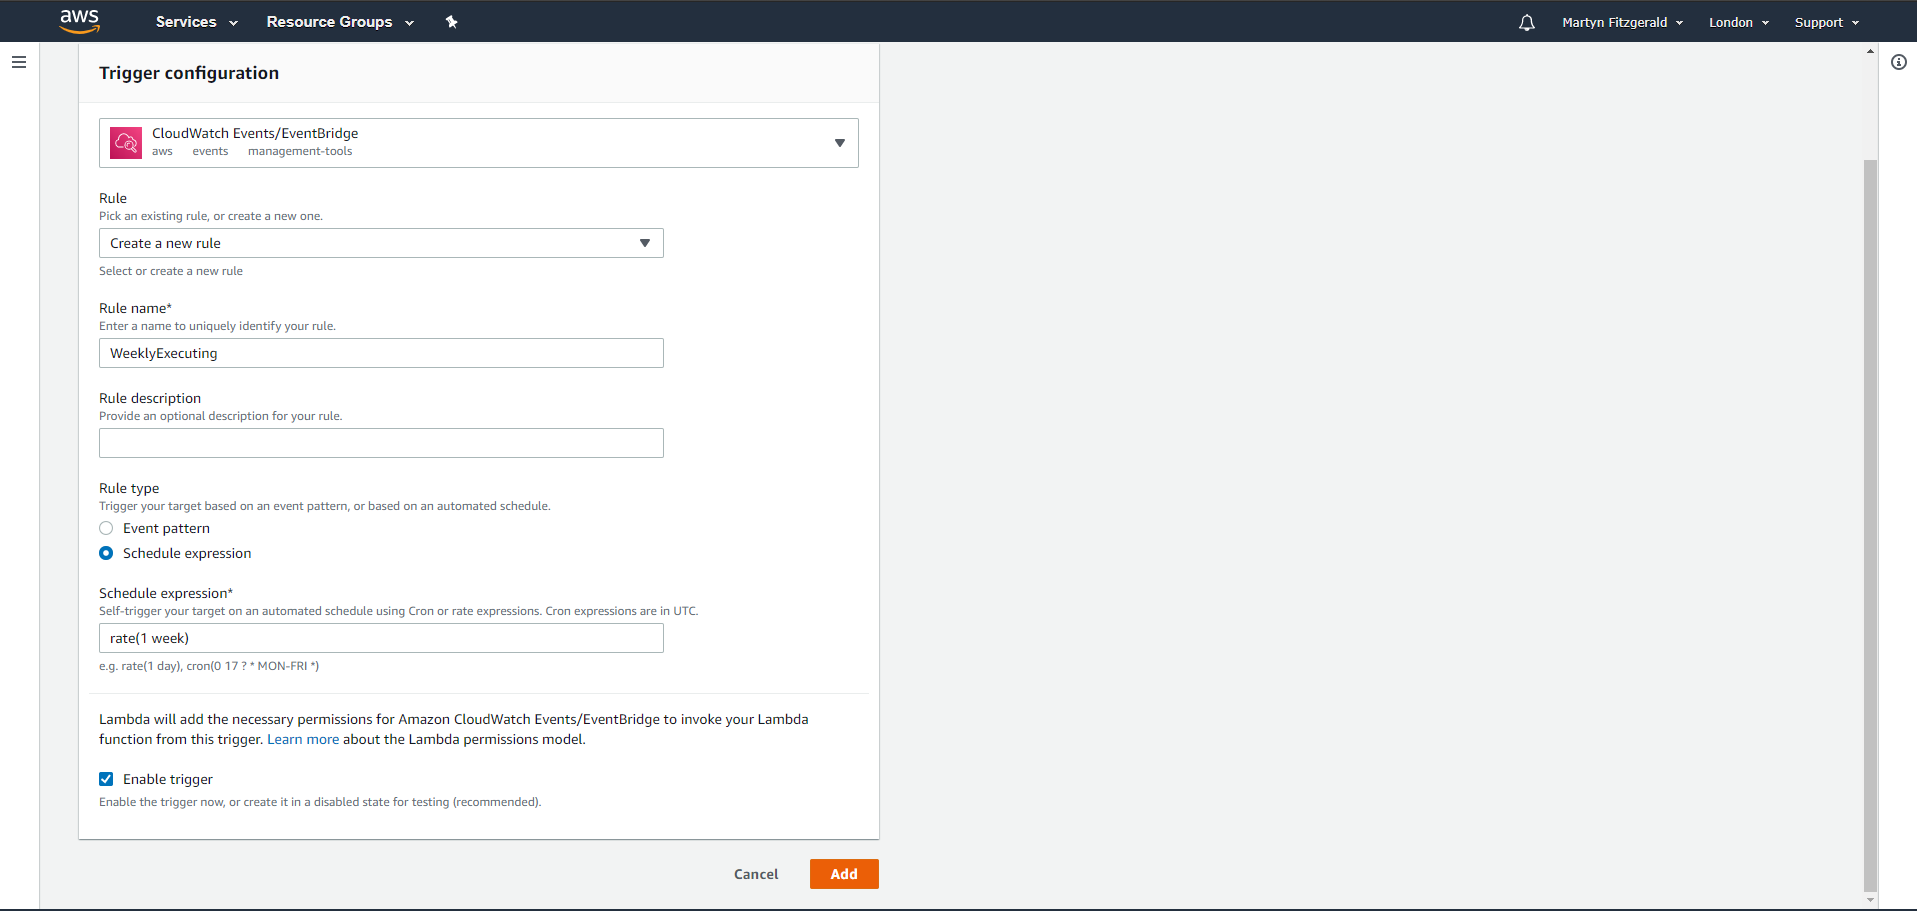 aws Services Resource Groups Martyn Fitzgerald London Support
Trigger configuration
CloudWatch Events/EventBridge
aws events management-tools
Rule
Pick an existing rule, or create a new one.
Create a new rule
Select or create a new rule
Rule name*
Enter a name to uniquely identify your rule.
WeeklyExecuting
Rule description
Provide an optional description for your rule.
Rule type
Trigger your target based on an event pattern, or based on an automated schedule.
Event pattern
Schedule expression
Schedule expression*
Self-trigger your target on an automated schedule using Cron or rate expressions. Cron expressions are in UTC.
rate(1 week)
e.g. rate(1 day), cron(0 17 ? * MON-FRI *)
Lambda will add the necessary permissions for Amazon CloudWatch Events/EventBridge to invoke your Lambda
function from this trigger. Learn more about the Lambda permissions model.
Enable trigger
Enable the trigger now, or create it in a disabled state for testing (recommended).
Cancel Add